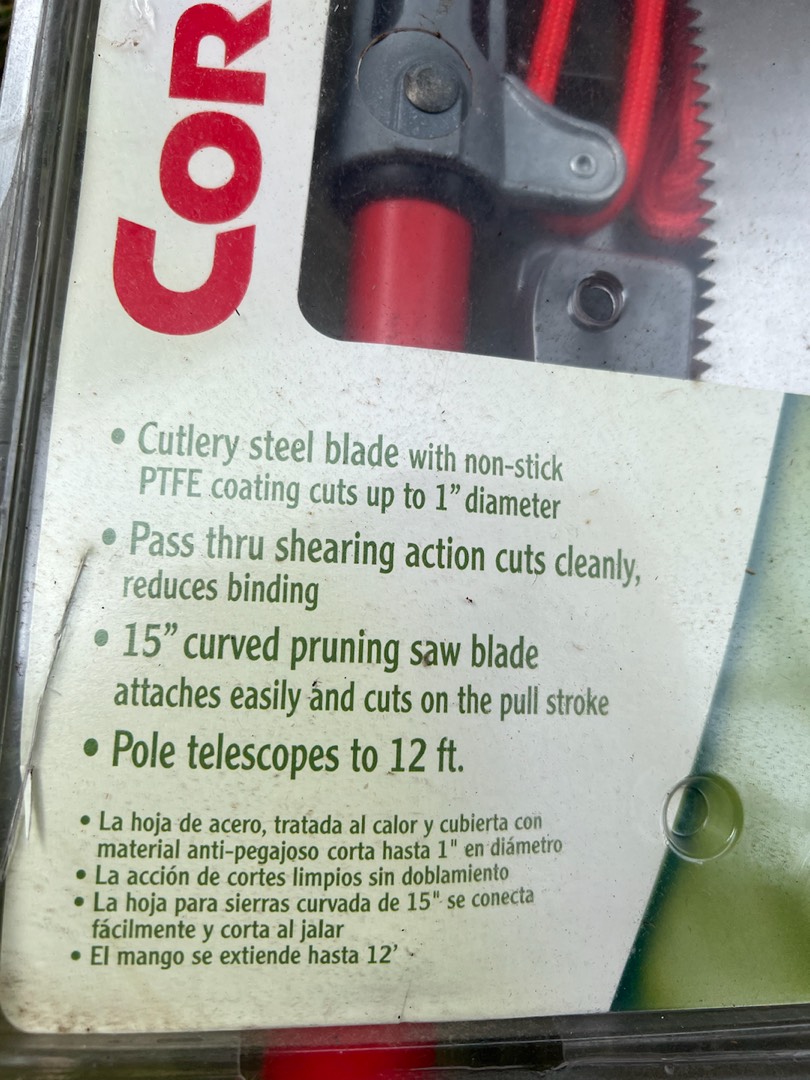 COR
• Cutlery steel blade with non-stick
PTFE coating cuts up to 1” diameter
• Pass thru shearing action cuts cleanly,
reduces binding
• 15” curved pruning saw blade
attaches easily and cuts on the pull stroke
• Pole telescopes to 12 ft.
• La hoja de acero, tratada al calor y cubierta con
material anti-pegajoso corta hasta 1" en diámetro
• La acción de cortes limpios sin doblamiento
• La hoja para sierras curvada de 15" se conecta
fácilmente y corta al jalar
• El mango se extiende hasta 12’